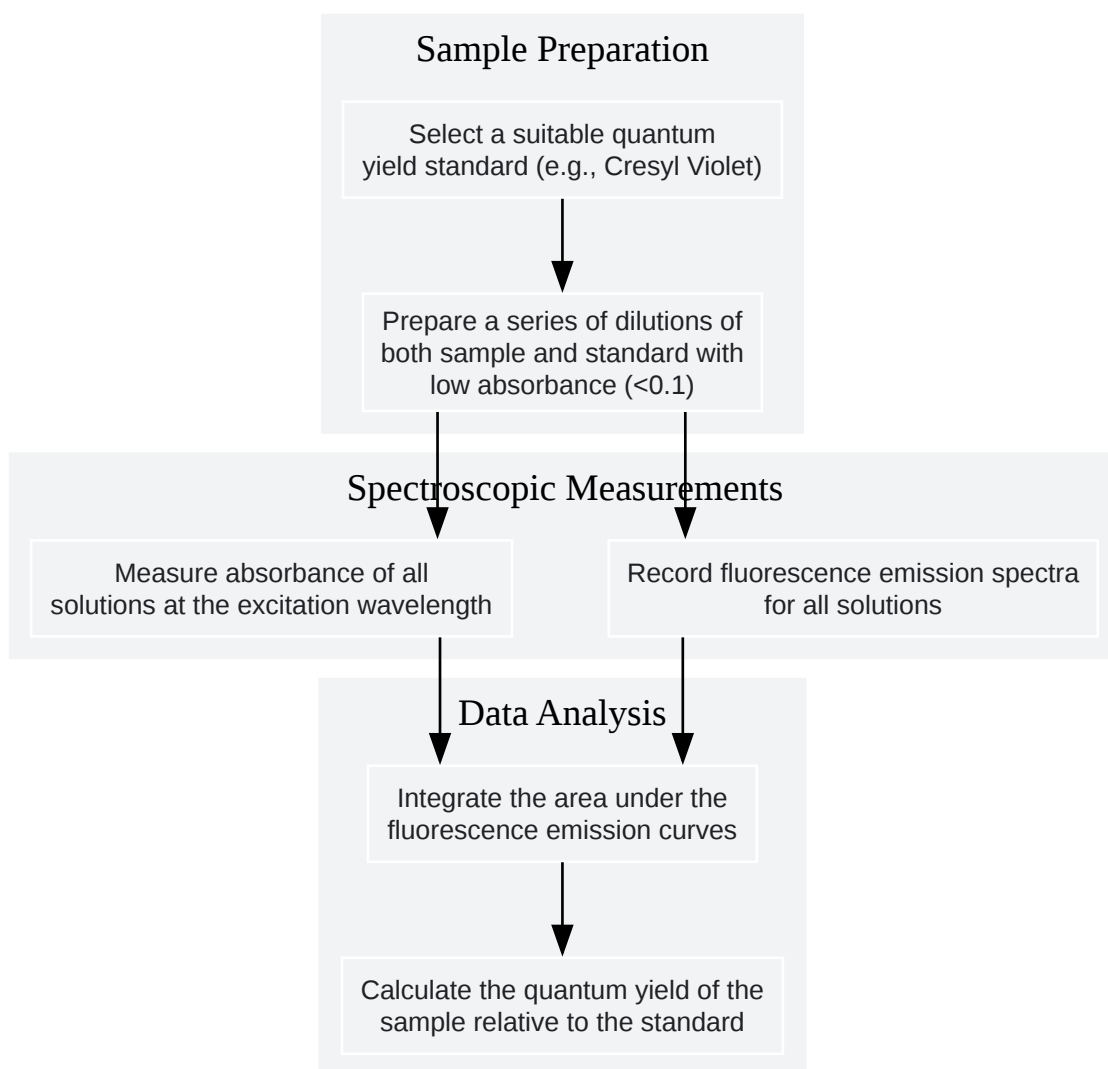 Sample Preparation
Select a suitable quantum
yield standard (e.g., Cresyl Violet)
Prepare a series of dilutions of
both sample and standard with
low absorbance (<0.1)
Spectroscopic Measurements
Measure absorbance of all
solutions at the excitation wavelength
Record fluorescence emission spectra
for all solutions
Data Analysis
Integrate the area under the
fluorescence emission curves
Calculate the quantum yield of the
sample relative to the standard